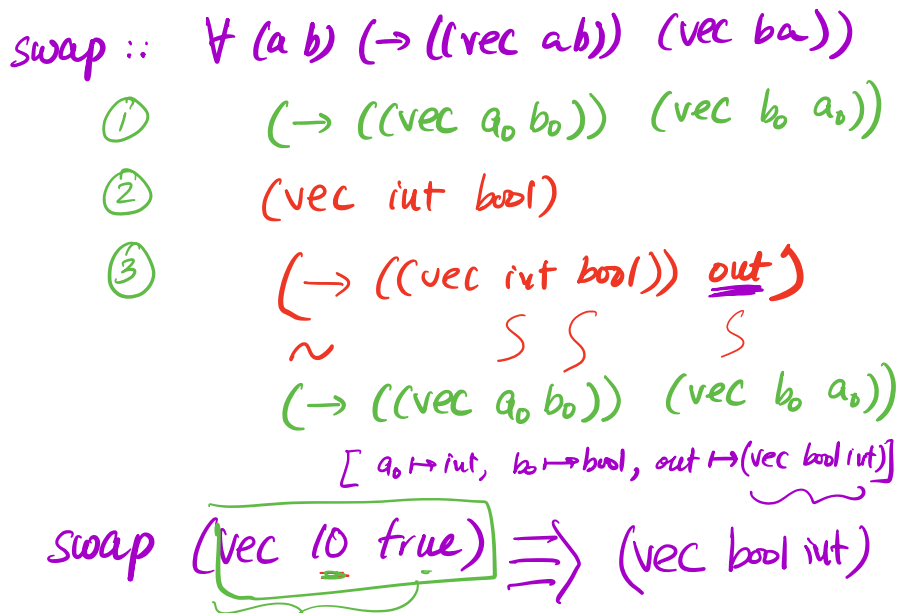 swap :: ∀ (a b) (→ ((vec a b)) (vec b a))
① (→ ((vec a₀ b₀)) (vec b₀ a₀))
② (vec int bool)
③ (→ ((vec int bool)) out)
~ ∫ ∫ ∫
(→ ((vec a₀ b₀)) (vec b₀ a₀))
[ a₀ ↦ int, b₀ ↦ bool, out ↦ (vec bool int)]
swap (vec 10 true) ⇛ (vec bool int)